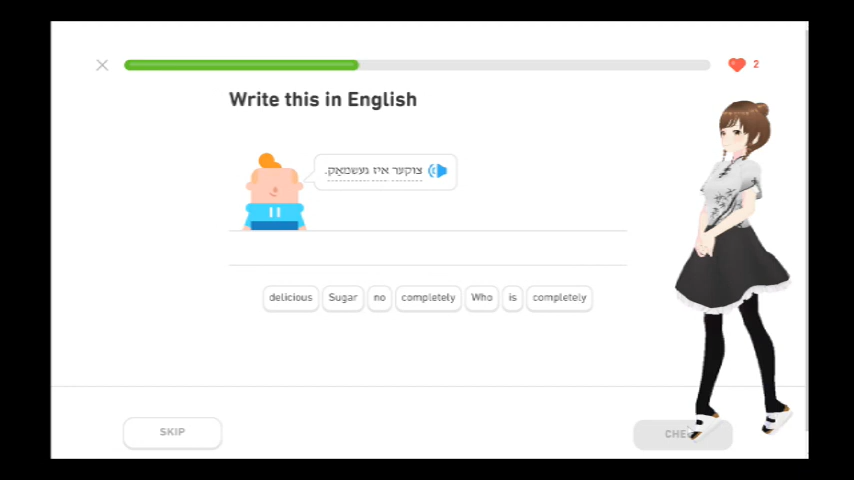 2
Write this in English
צוקער איז געשמאַק.
delicious Sugar no completely Who is completely
SKIP